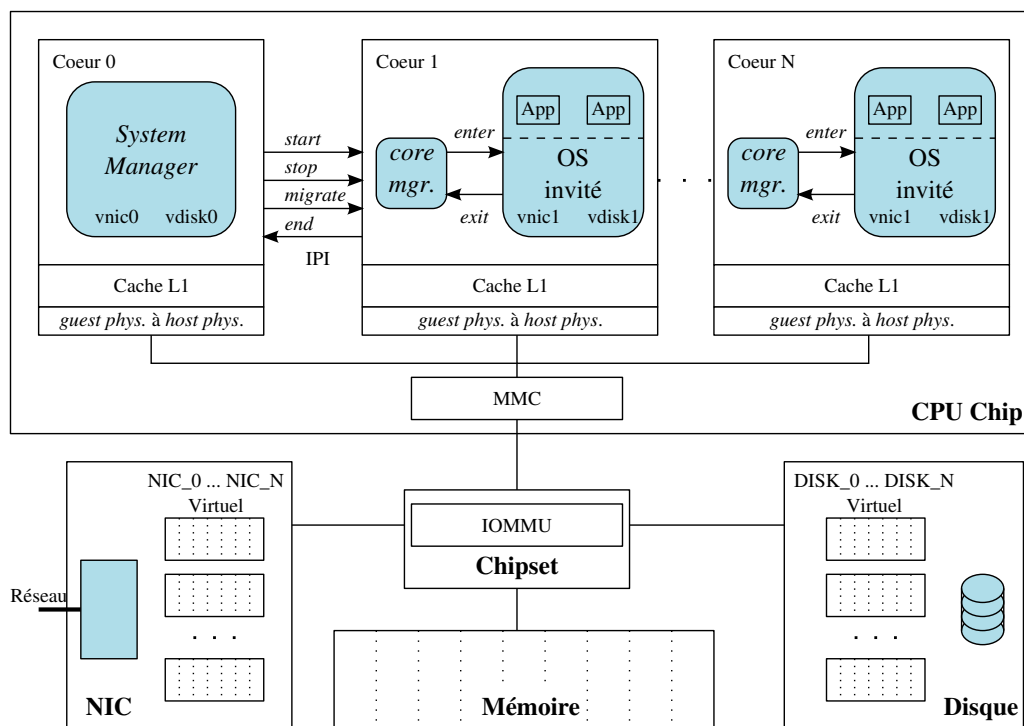 Coeur 0
System
Manager
vnic0 vdisk0
start
stop
migrate
end
IPI
Cache L1
guest phys. à host phys.
Coeur 1
core
mgr.
enter
exit
App App
OS
invité
vnic1 vdisk1
Cache L1
guest phys. à host phys.
. . .
Coeur N
core
mgr.
enter
exit
App App
OS
invité
vnic1 vdisk1
Cache L1
guest phys. à host phys.
MMC
CPU Chip
NIC_0 ... NIC_N
Virtuel
Réseau
. . .
NIC
IOMMU
Chipset
Mémoire
DISK_0 ... DISK_N
Virtuel
. . .
Disque